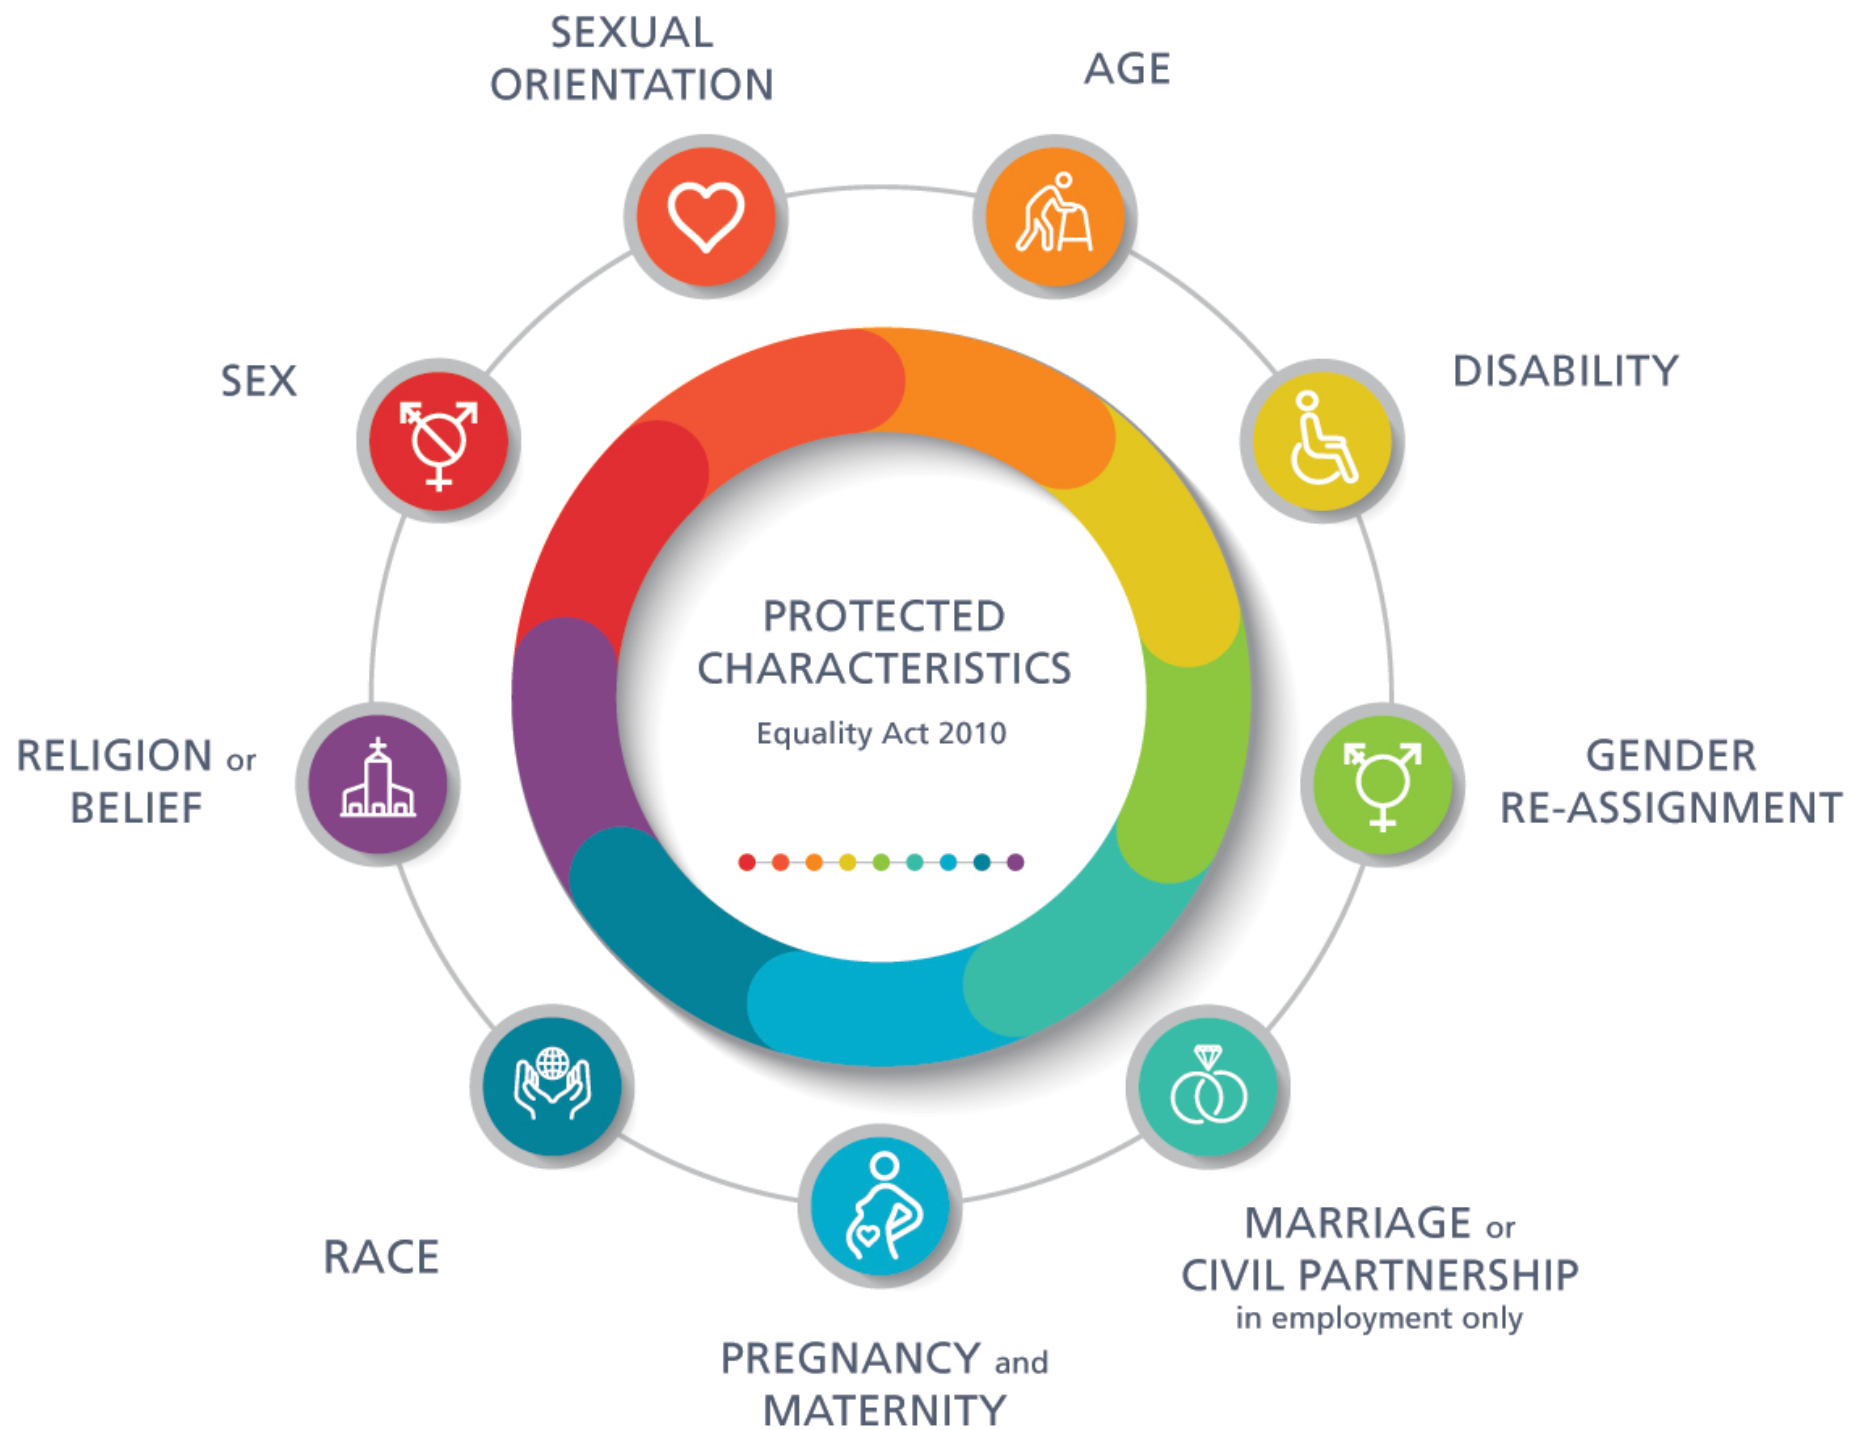 SEXUAL
ORIENTATION
AGE
SEX
DISABILITY
PROTECTED
CHARACTERISTICS
Equality Act 2010
RELIGION or
BELIEF
GENDER
RE-ASSIGNMENT
RACE
MARRIAGE or
CIVIL PARTNERSHIP
in employment only
PREGNANCY and
MATERNITY